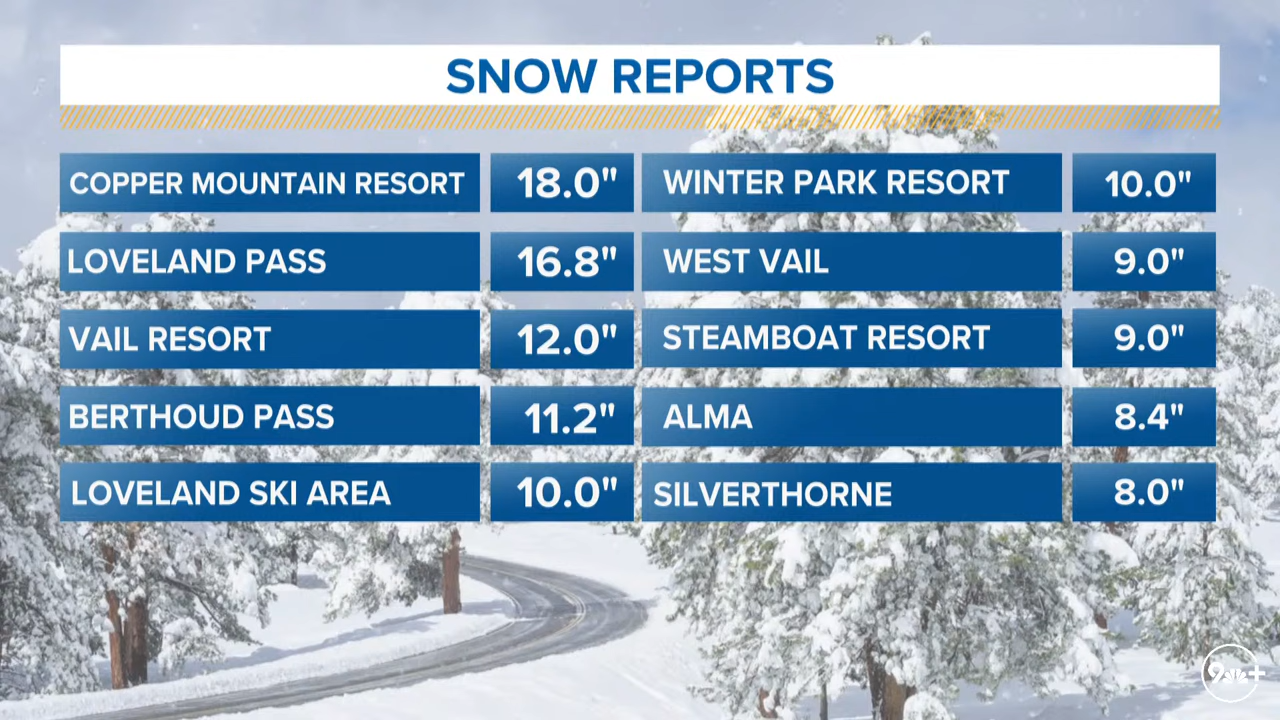 SNOW REPORTS
COPPER MOUNTAIN RESORT 18.0"
LOVELAND PASS 16.8"
VAIL RESORT 12.0"
BERTHOUD PASS 11.2"
LOVELAND SKI AREA 10.0"
WINTER PARK RESORT 10.0"
WEST VAIL 9.0"
STEAMBOAT RESORT 9.0"
ALMA 8.4"
SILVERTHORNE 8.0"
9+